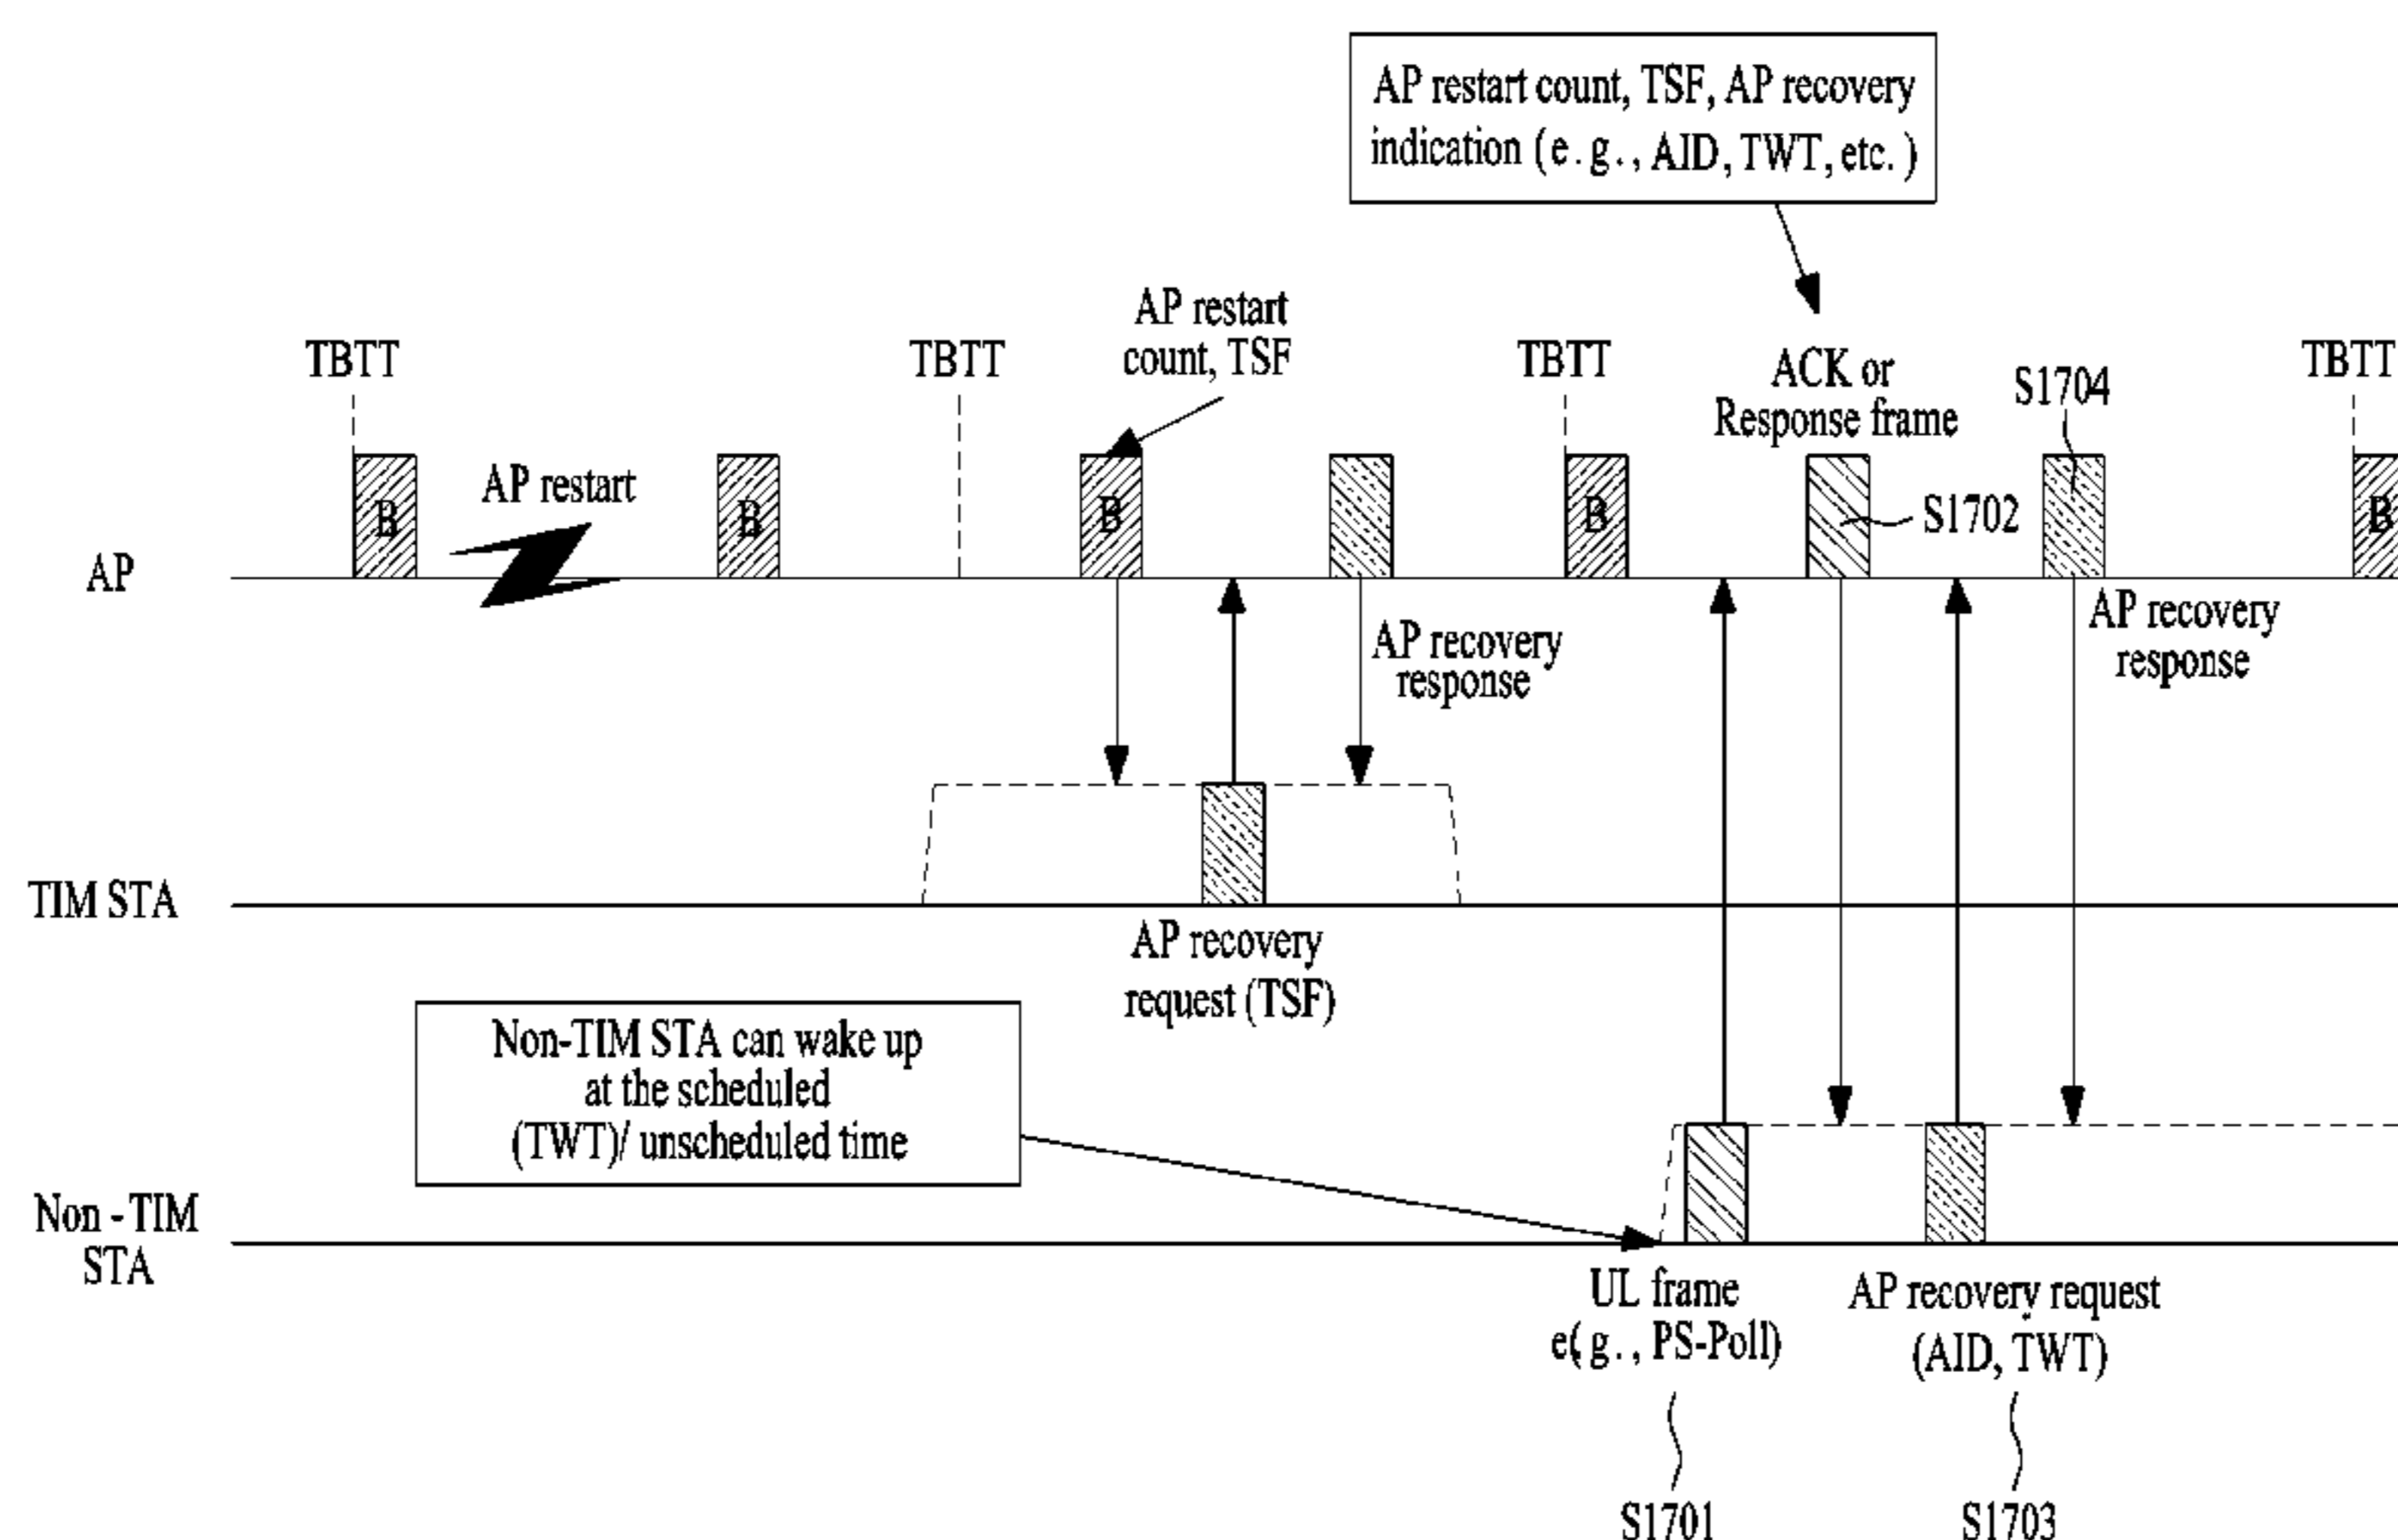 AP restart count, TSF, AP recovery
indication (e.g., AID, TWT, etc.)
AP restart
count, TSF
TBTT
TBTT
TBTT
TBTT
ACK or
Response frame
S1704
AP restart
B
B
B
B
B
S1702
AP
AP recovery
response
AP recovery
response
TIM STA
AP recovery
request (TSF)
Non-TIM STA can wake up
at the scheduled
(TWT)/ unscheduled time
Non - TIM
STA
UL frame
e(g., PS-Poll)
AP recovery request
(AID, TWT)
S1701
S1703